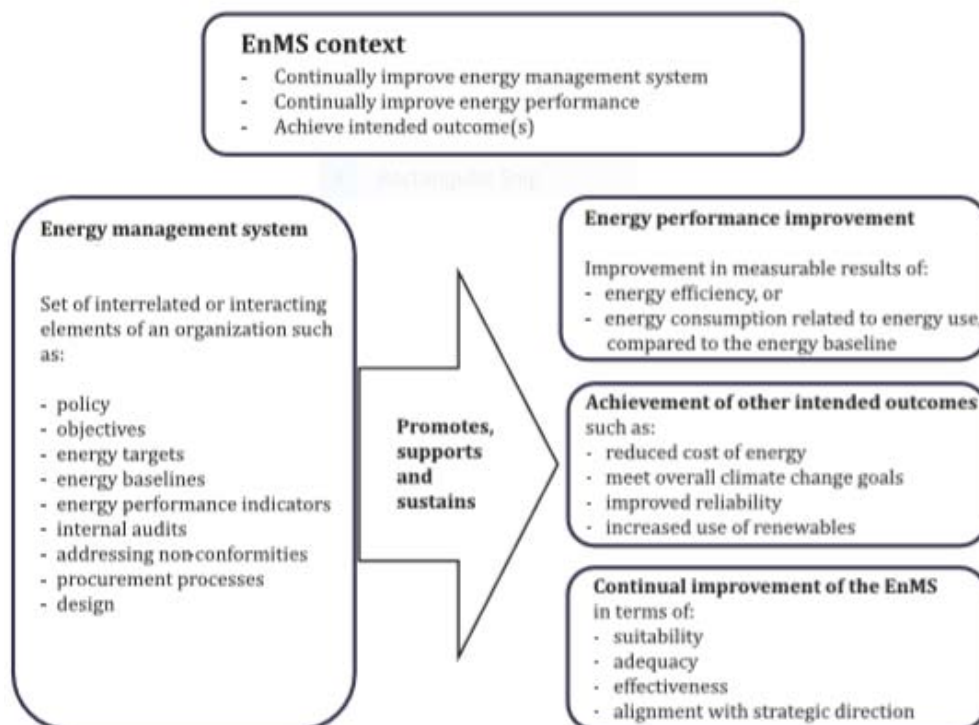 EnMS context
- Continually improve energy management system
- Continually improve energy performance
- Achieve intended outcome(s)
Rectangular Snip
Energy management system
Set of interrelated or interacting
elements of an organization such
as:
- policy
- objectives
- energy targets
- energy baselines
- energy performance indicators
- internal audits
- addressing non-conformities
- procurement processes
- design
Promotes,
supports
and
sustains
Energy performance improvement
Improvement in measurable results of:
- energy efficiency, or
- energy consumption related to energy use
compared to the energy baseline
Achievement of other intended outcomes
such as:
· reduced cost of energy
· meet overall climate change goals
· improved reliability
· increased use of renewables
Continual improvement of the EnMS
in terms of:
· suitability
· adequacy
· effectiveness
· alignment with strategic direction